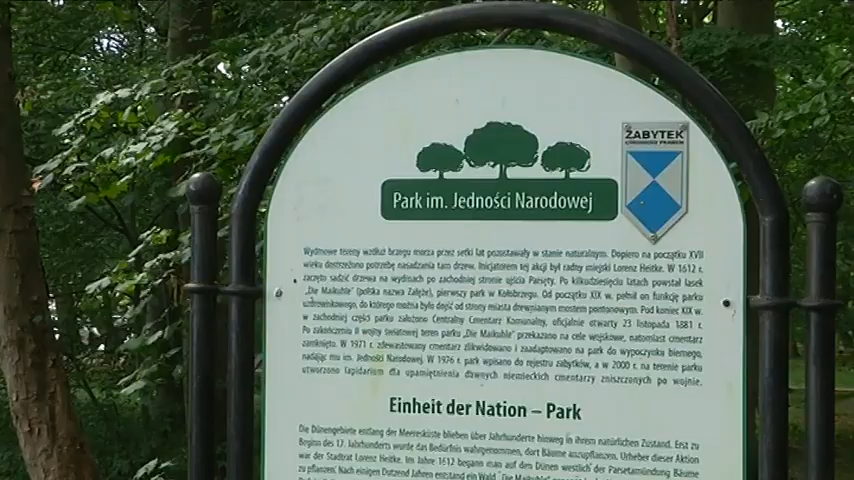 ZABYTEK
CHRONIONY PRAWEM
Park im. Jedności Narodowej
Wydmowe tereny wzdłuż brzegu morza przez setki lat pozostawały w stanie naturalnym. Dopiero na początku XVII
wieku dostrzeżono potrzebę nasadzania tam drzew. Inicjatorem tej akcji był radny miejski Lorenz Heitke. W 1612 r.
zaczęto sadzić drzewa na wydmach po zachodniej stronie ujścia Parsęty. Po kilkudziesięciu latach powstał lasek
„Die Maikuhle" (polska nazwa Załęże), pierwszy park w Kołobrzegu. Od początku XIX w. pełnił on funkcję parku
uzdrowiskowego, do którego można było dojść od strony miasta drewnianym mostem pontonowym. Pod koniec XIX w.
w zachodniej części parku założono Centralny Cmentarz Komunalny, oficjalnie otwarty 23 listopada 1881 r.
Po zakończeniu II wojny światowej teren parku „Die Maikuhle" przekazano na cele wojskowe, natomiast cmentarz
zamknięto. W 1971 r. zdewastowany cmentarz zlikwidowano i zaadaptowano na park do wypoczynku biernego,
nadając mu im. Jedności Narodowej. W 1976 r. park wpisano do rejestru zabytków, a w 2000 r. na terenie parku
utworzono lapidarium dla upamiętnienia dawnych niemieckich cmentarzy zniszczonych po wojnie.
Einheit der Nation – Park
Die Dünengebiete entlang der Meeresküste blieben über Jahrhunderte hinweg in ihrem natürlichen Zustand. Erst zu
Beginn des 17. Jahrhunderts wurde das Bedürfnis wahrgenommen, dort Bäume anzupflanzen. Urheber dieser Aktion
war der Stadtrat Lorenz Heitke. Im Jahre 1612 begann man auf den Dünen westlich der Parsetamündung Bäume
zu pflanzen. Nach einigen Dutzend Jahren entstand ein Wald „Die Maikuhle"